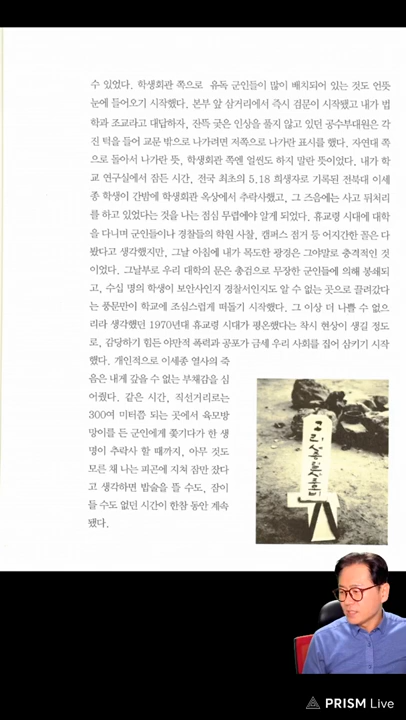 수 있었다. 학생회관 쪽으로 유독 군인들이 많이 배치되어 있는 것도 언뜻
눈에 들어오기 시작했다. 본부 앞 삼거리에서 즉시 검문이 시작됐고 내가 법
학과 조교라고 대답하자, 잔뜩 굳은 인상을 풀지 않고 있던 공수부대원은 각
진 턱을 들어 교문 밖으로 나가려면 저쪽으로 나가란 표시를 했다. 자연대 쪽
으로 돌아서 나가란 듯, 학생회관 쪽엔 얼씬도 하지 말란 뜻이었다. 내가 학
교 연구실에서 잠든 시간, 전국 최초의 5.18 희생자로 기록된 전북대 이세
종 학생이 간밤에 학생회관 옥상에서 추락사했고, 그 즈음에는 사고 뒤처리
를 하고 있었다는 것을 나는 점심 무렵에야 알게 되었다. 휴교령 시대에 대학
을 다니며 군인들이나 경찰들의 학원 사찰, 캠퍼스 점거 등 어지간한 꼴은 다
봤다고 생각했지만, 그날 아침에 내가 목도한 광경은 그야말로 충격적인 것
이었다. 그날부로 우리 대학의 문은 총검으로 무장한 군인들에 의해 봉쇄되
고, 수십 명의 학생이 보안사인지 경찰서인지도 알 수 없는 곳으로 끌려갔다
는 풍문만이 학교에 조심스럽게 떠돌기 시작했다. 그 이상 더 나쁠 수 없으
리라 생각했던 1970년대 휴교령 시대가 평온했다는 착시 현상이 생길 정도
로, 감당하기 힘든 야만적 폭력과 공포가 금세 우리 사회를 집어 삼키기 시작
했다. 개인적으로 이세종 열사의 죽
음은 내게 갚을 수 없는 부채감을 심
어줬다. 같은 시간, 직선거리로는
300여 미터쯤 되는 곳에서 육모방
망이를 든 군인에게 쫓기다가 한 생
명이 추락사 할 때까지, 아무 것도
모른 채 나는 피곤에 지쳐 잠만 잤다
고 생각하면 밥술을 뜰 수도, 잠이
들 수도 없던 시간이 한참 동안 계속
됐다.
PRISM Live